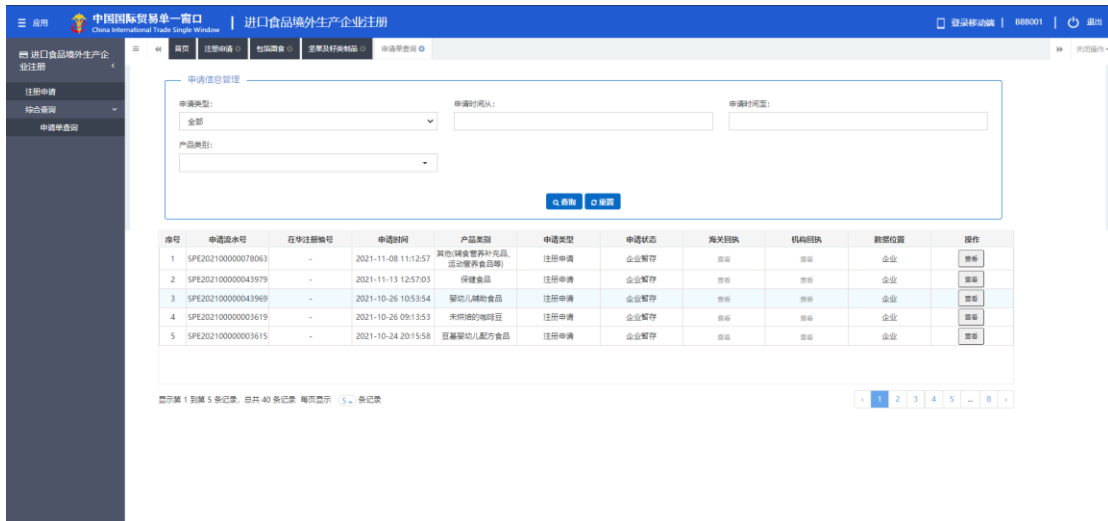 应用
中国国际贸易单一窗口
China International Trade Single Window
进口食品境外生产企业注册
登录移动端
BBB001
退出
进口食品境外生产企
业注册
首页 注册申请 包馅面食 坚果及籽类制品 申请单查询
关闭操作
注册申请
综合查询
申请单查询
申请信息管理
申请类型: 申请时间从: 申请时间至:
全部
产品类别:
查询 重置
序号 申请流水号 在华注册编号 申请时间 产品类别 申请类型 申请状态 海关回执 机构回执 数据位置 操作
1 SPE202100000078063 - 2021-11-08 11:12:57 其他(辅食营养补充品、 注册申请 企业暂存 查看 查看 企业 查看
运动营养食品等)
2 SPE202100000043979 - 2021-11-13 12:57:03 保健食品 注册申请 企业暂存 查看 查看 企业 查看
3 SPE202100000043969 - 2021-10-26 10:53:54 婴幼儿辅助食品 注册申请 企业暂存 查看 查看 企业 查看
4 SPE202100000003619 - 2021-10-26 09:13:53 未烘焙的咖啡豆 注册申请 企业暂存 查看 查看 企业 查看
5 SPE202100000003615 - 2021-10-24 20:15:58 豆基婴幼儿配方食品 注册申请 企业暂存 查看 查看 企业 查看
显示第 1 到第 5 条记录，总共 40 条记录 每页显示 5 条记录
‹ 1 2 3 4 5 ... 8 ›